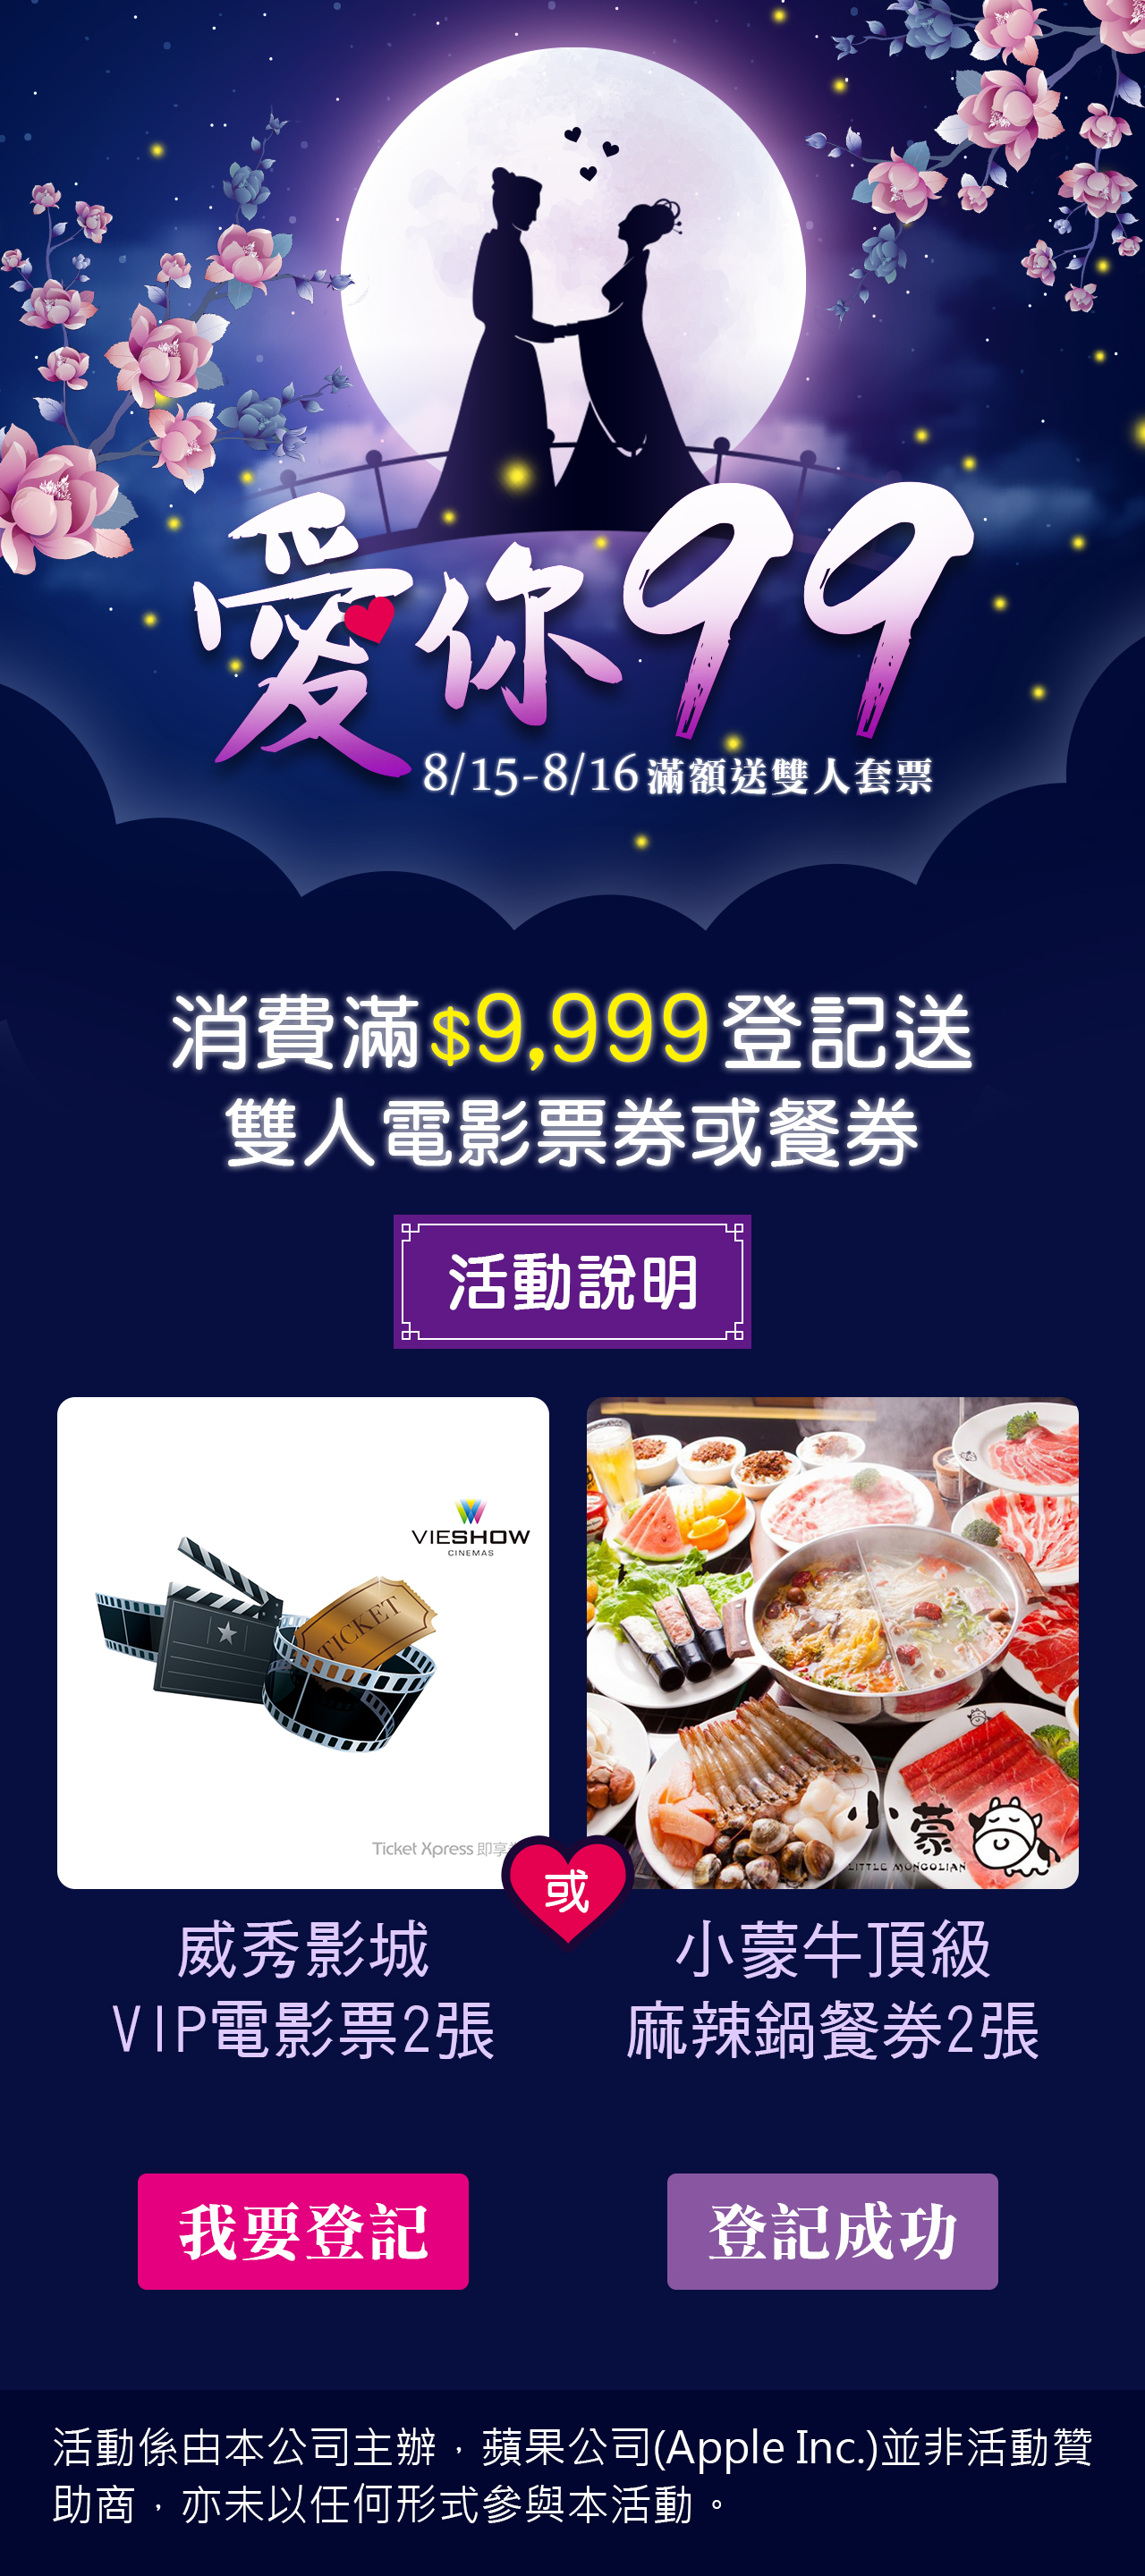 愛你99
8/15-8/16滿額送雙人套票
消費滿$9,999登記送
雙人電影票券或餐券
活動說明
VIESHOW
CINEMAS
TICKET
Ticket Xpress 即享
小蒙
LITTLE MONGOLIAN
或
威秀影城
VIP電影票2張
小蒙牛頂級
麻辣鍋餐券2張
我要登記
登記成功
活動係由本公司主辦，蘋果公司(Apple Inc.)並非活動贊
助商，亦未以任何形式參與本活動。